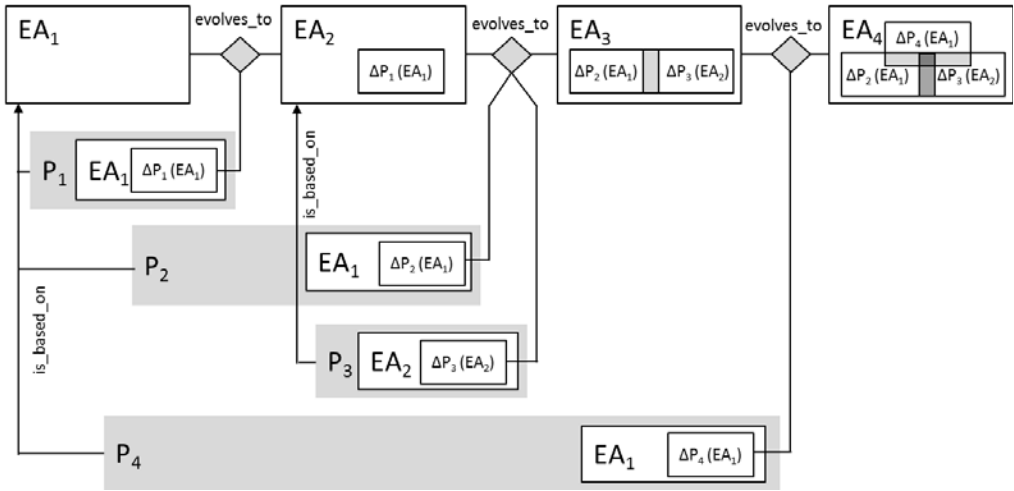 evolves_to
evolves_to
evolves_to
EA₁
EA₂
ΔP₁(EA₁)
EA₃
ΔP₂(EA₁)
ΔP₃(EA₂)
EA₄
ΔP₄(EA₁)
ΔP₂(EA₁)
ΔP₃(EA₂)
P₁
EA₁
ΔP₁(EA₁)
is_based_on
P₂
EA₁
ΔP₂(EA₁)
is_based_on
P₃
EA₂
ΔP₃(EA₂)
P₄
EA₁
ΔP₄(EA₁)